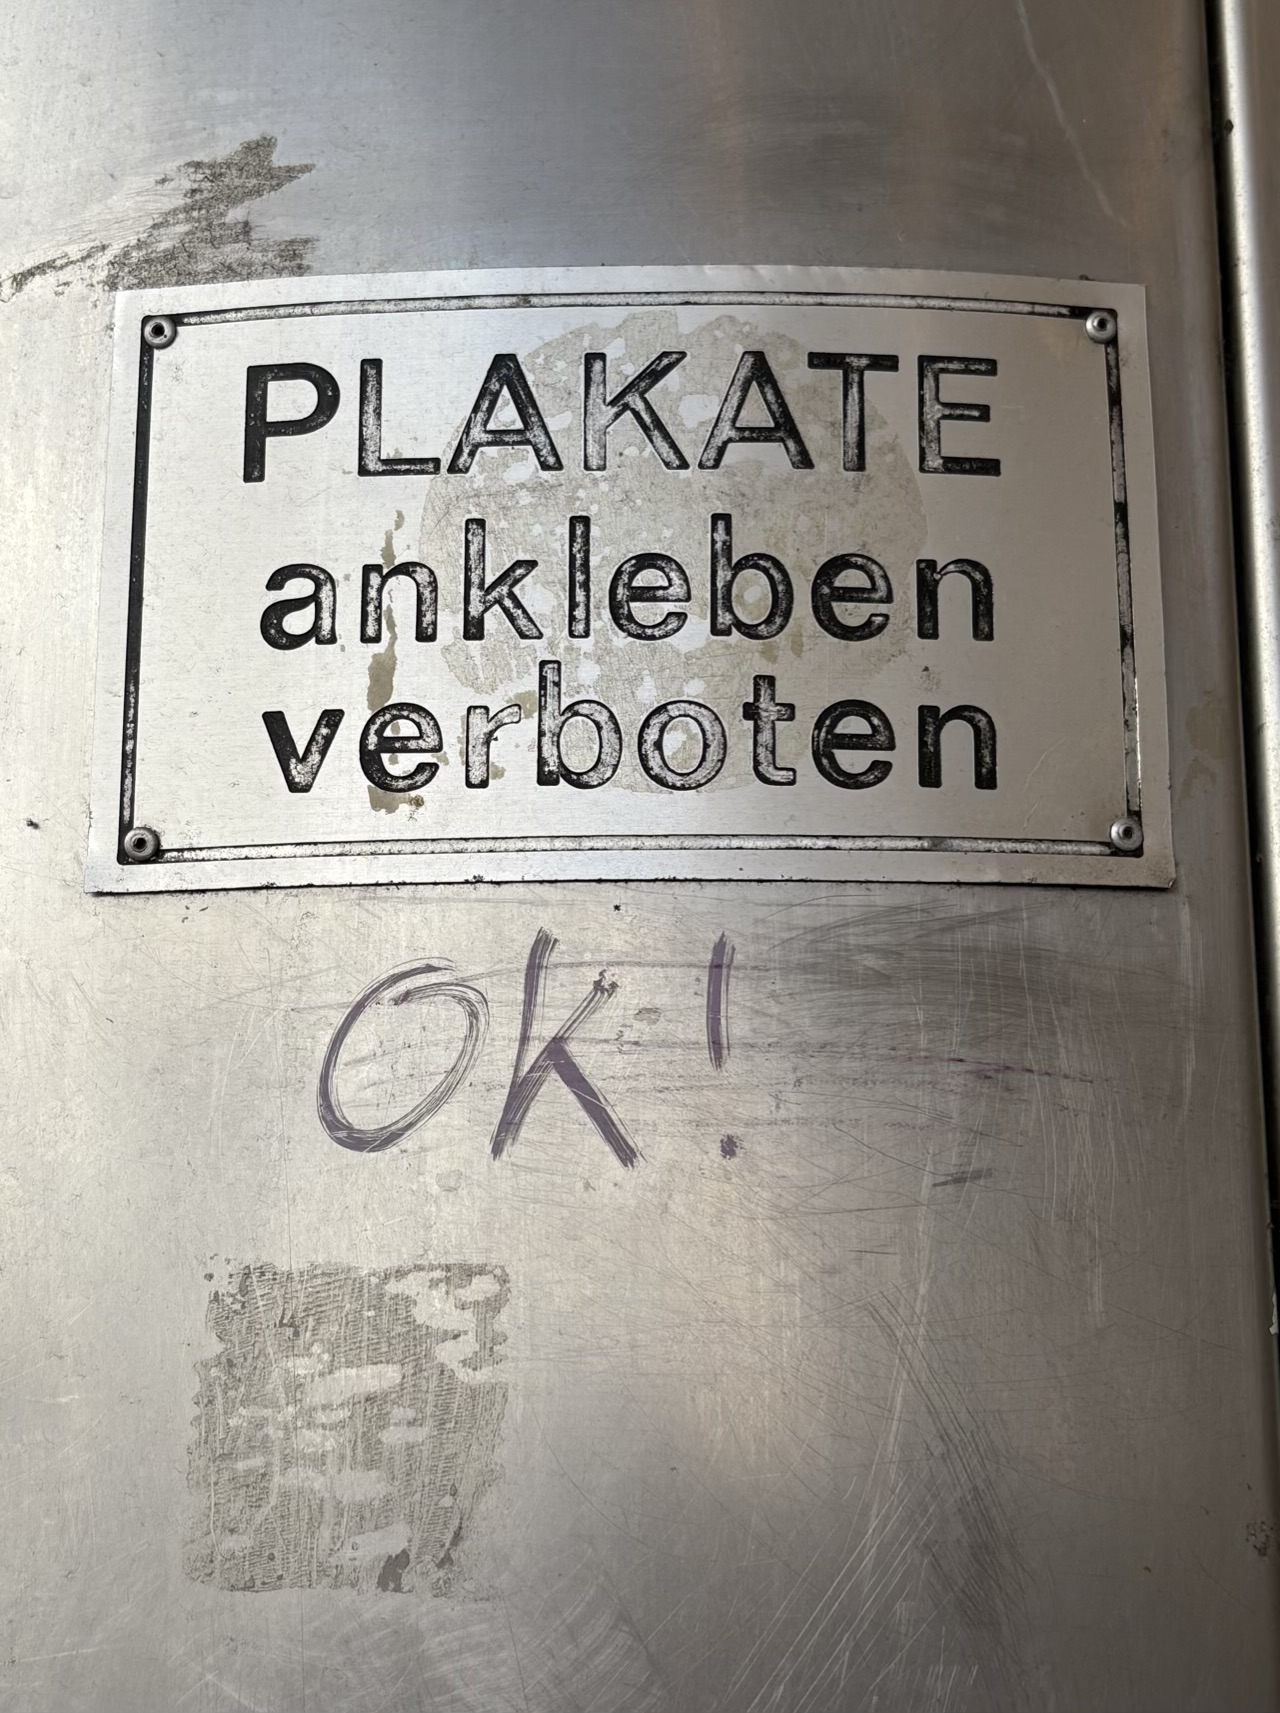 PLAKATE
ankleben
verboten
OK!